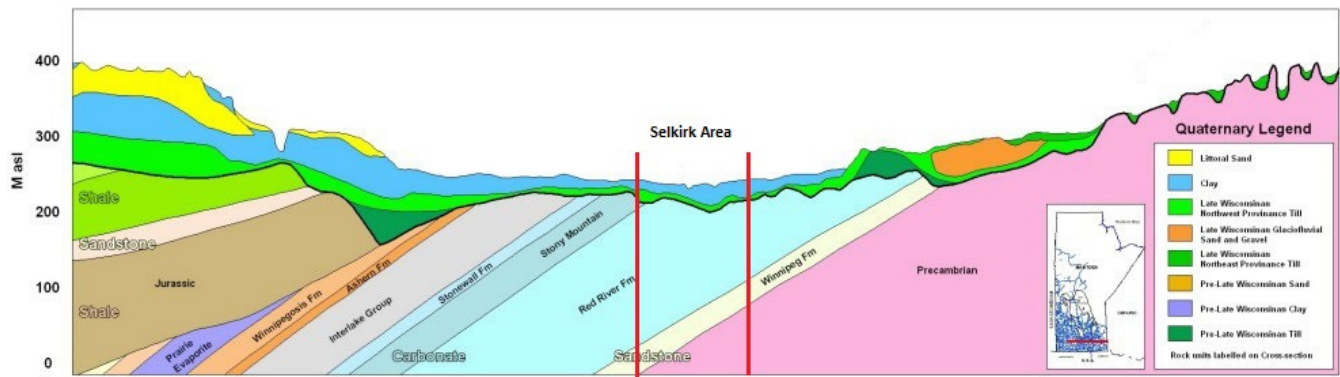 400
300
200
100
0
M asl
Selkirk Area
Shale
Sandstone
Shale
Jurassic
Prairie
Evaporite
Winnipegosis Fm
Ashern Fm
Interlake Group
Stonewall Fm
Stony Mountain
Carbonate
Red River Fm
Sandstone
Winnipeg Fm
Precambrian
Quaternary Legend
Littoral Sand
Clay
Late Wisconsinan
Northwest Provinance Till
Late Wisconsinan Glaciofluvial
Sand and Gravel
Late Wisconsinan
Northeast Provinance Till
Pre-Late Wisconsinan
Sand
Pre-Late Wisconsinan
Clay
Pre-Late Wisconsinan
Till
Rock units labelled on Cross-section
MANITOBA
ONTARIO